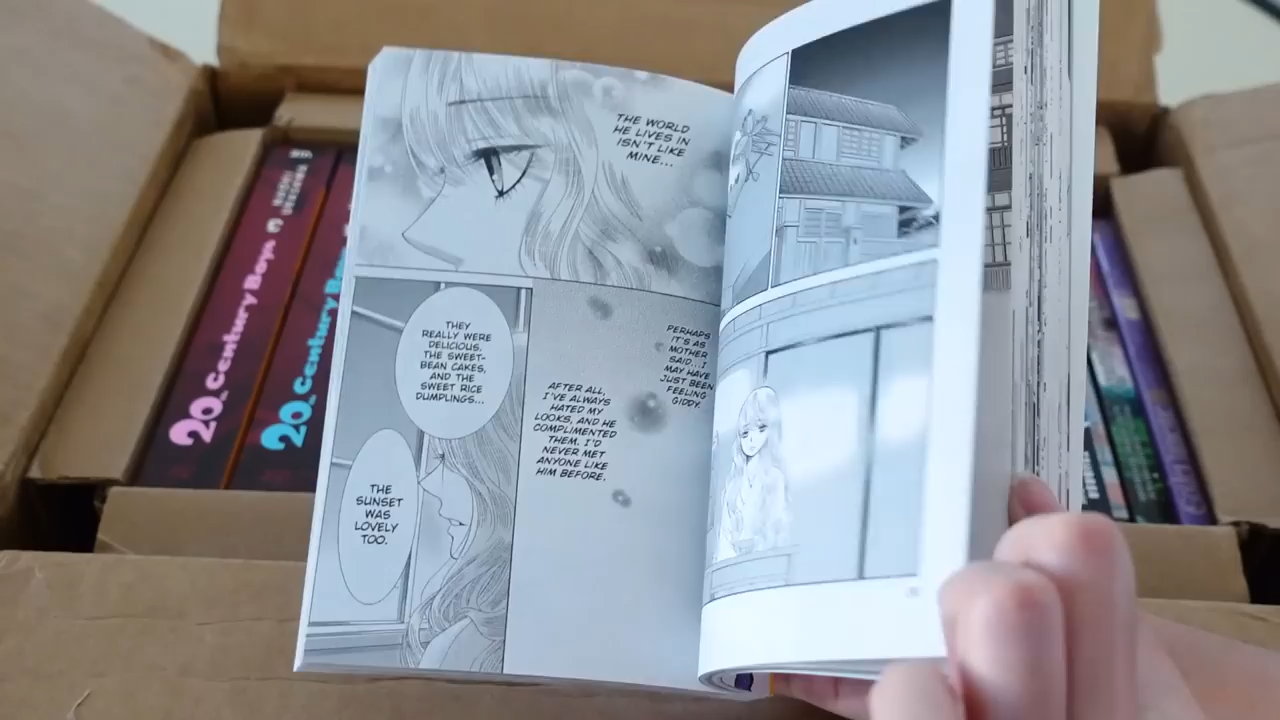 THE WORLD
HE LIVES IN
ISN'T LIKE
MINE...
PERHAPS
IT'S AS
MOTHER
SAID...I
MAY HAVE
JUST BEEN
FEELING
GIDDY.
AFTER ALL,
I'VE ALWAYS
HATED MY
LOOKS, AND HE
COMPLIMENTED
THEM. I'D
NEVER MET
ANYONE LIKE
HIM BEFORE.
THEY
REALLY WERE
DELICIOUS.
THE SWEET-
BEAN CAKES,
AND THE
SWEET RICE
DUMPLINGS...
THE
SUNSET
WAS
LOVELY
TOO.
20th Century Boys
20th Century Boys